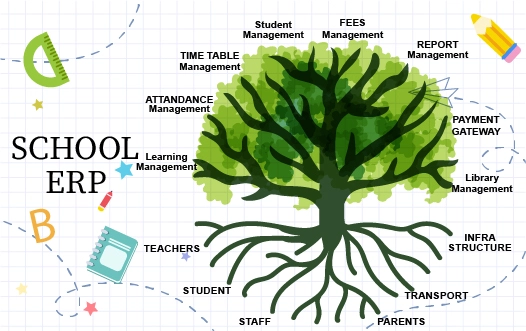 SCHOOL
ERP
Student
Management
FEES
Management
REPORT
Management
TIME TABLE
Management
ATTANDANCE
Management
PAYMENT
GATEWAY
Learning
Management
Library
Management
TEACHERS
INFRA
STRUCTURE
STUDENT
TRANSPORT
STAFF
PARENTS
B